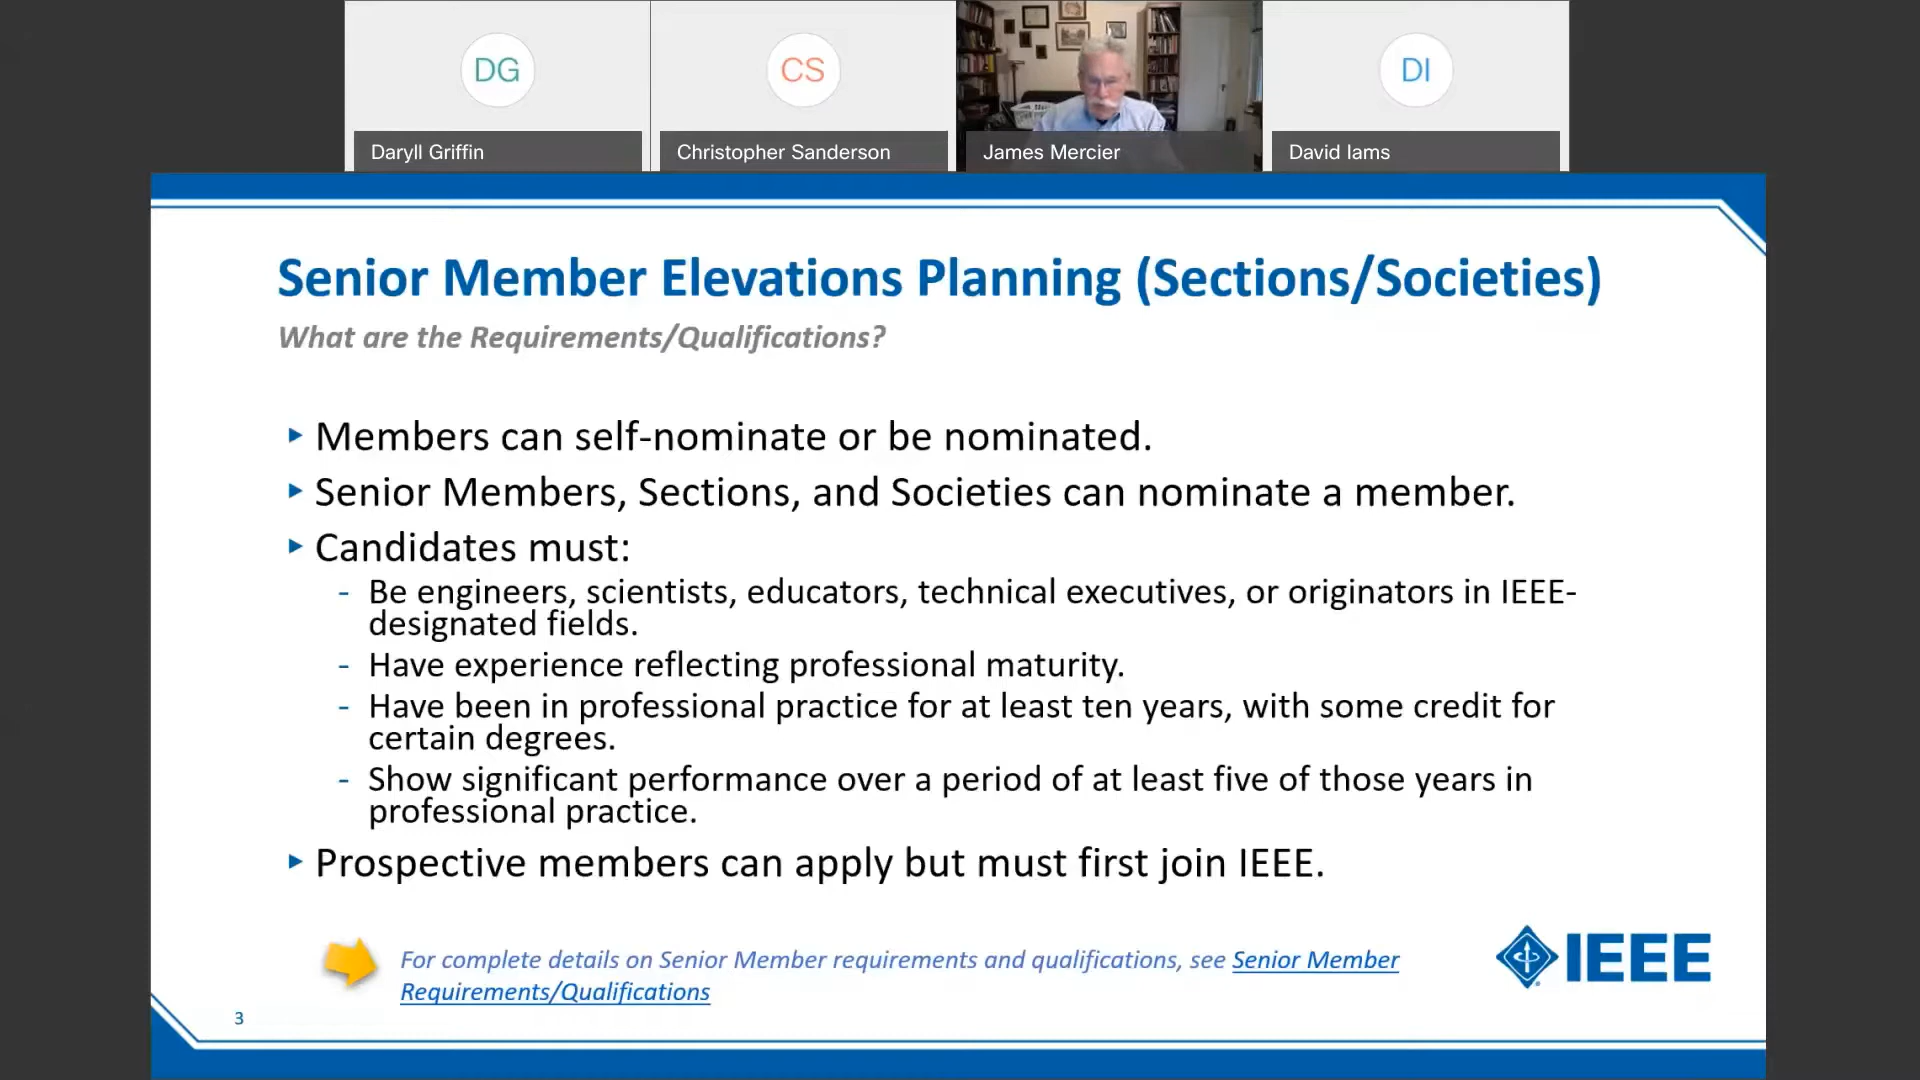 DG
CS
DI
Daryll Griffin
Christopher Sanderson
James Mercier
David Iams
Senior Member Elevations Planning (Sections/Societies)
What are the Requirements/Qualifications?
Members can self-nominate or be nominated.
Senior Members, Sections, and Societies can nominate a member.
Candidates must:
- Be engineers, scientists, educators, technical executives, or originators in IEEE-
designated fields.
- Have experience reflecting professional maturity.
- Have been in professional practice for at least ten years, with some credit for
certain degrees.
- Show significant performance over a period of at least five of those years in
professional practice.
Prospective members can apply but must first join IEEE.
For complete details on Senior Member requirements and qualifications, see Senior Member
Requirements/Qualifications
IEEE
3